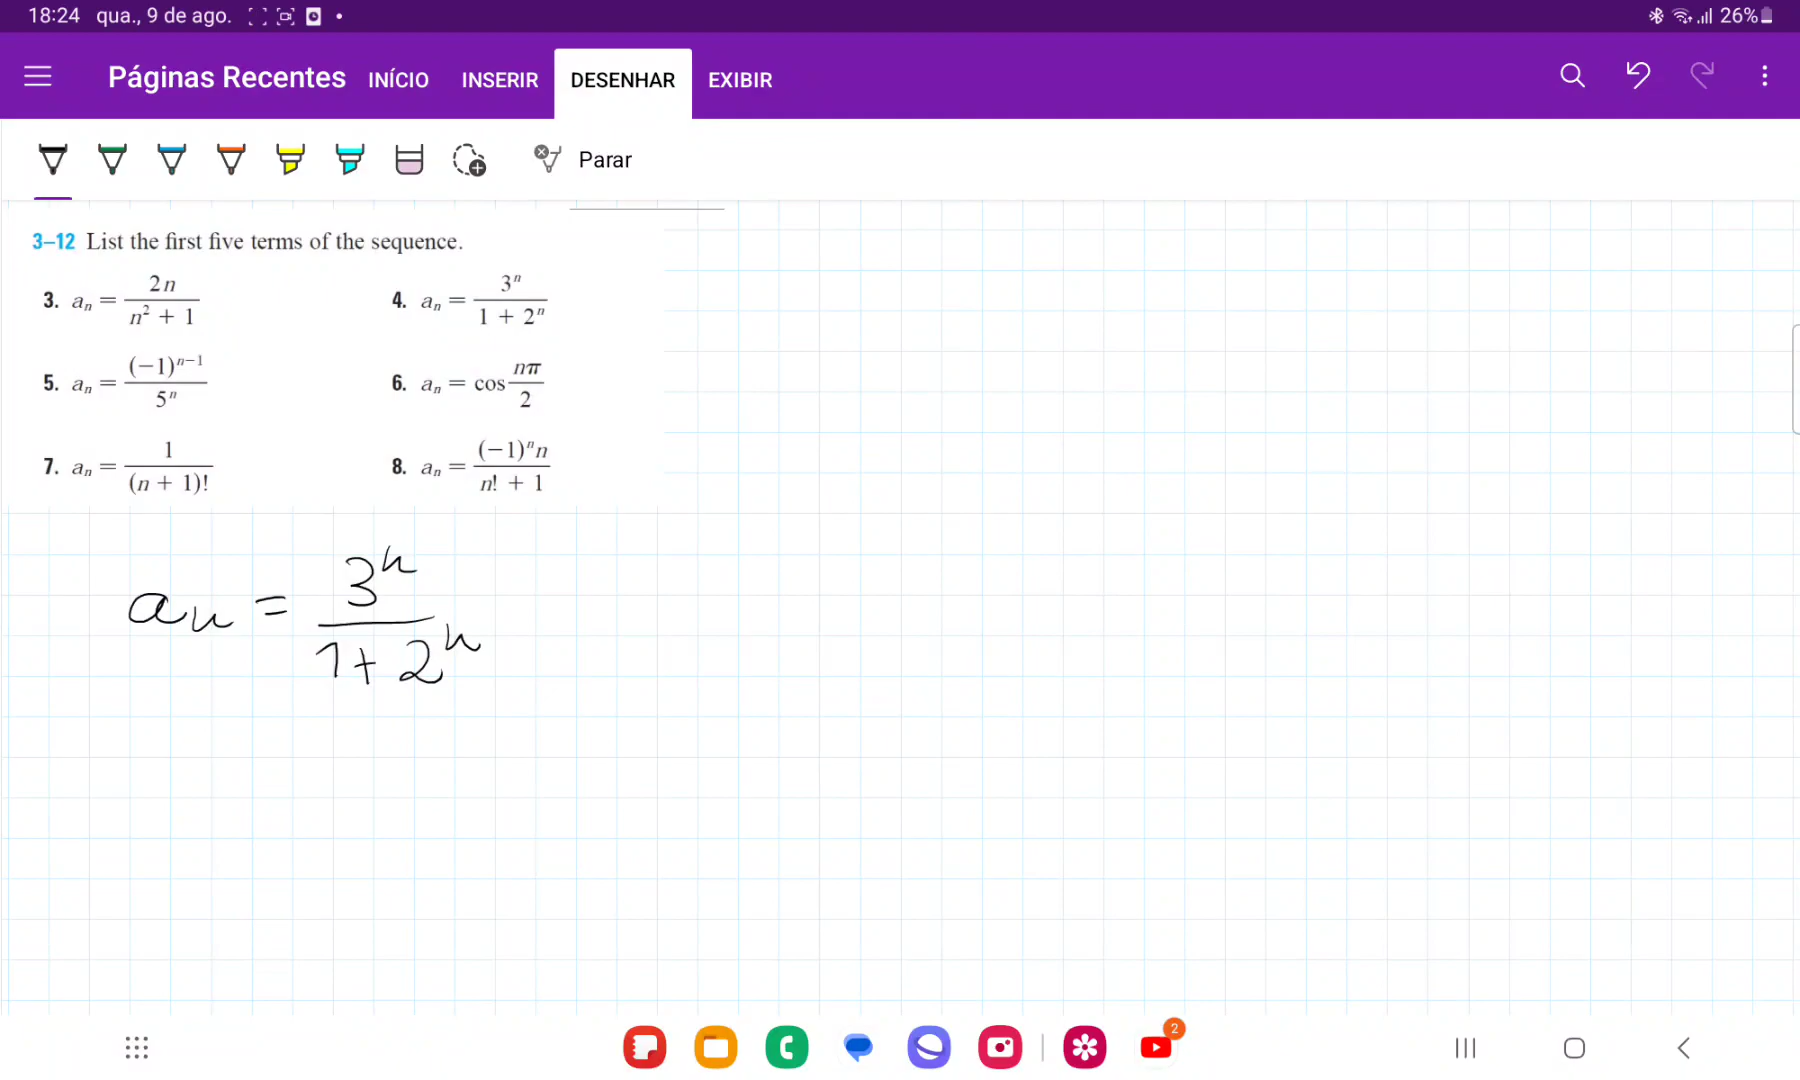 18:24 qua., 9 de ago. 26%
Páginas Recentes INÍCIO INSERIR DESENHAR EXIBIR
Parar
3–12 List the first five terms of the sequence.
3. aₙ = 2n / (n² + 1) 4. aₙ = 3ⁿ / (1 + 2ⁿ)
5. aₙ = (−1)ⁿ⁻¹ / 5ⁿ 6. aₙ = cos nπ / 2
7. aₙ = 1 / (n + 1)! 8. aₙ = (−1)ⁿn / (n! + 1)
aₙ = 3ⁿ / (1 + 2ⁿ)
2